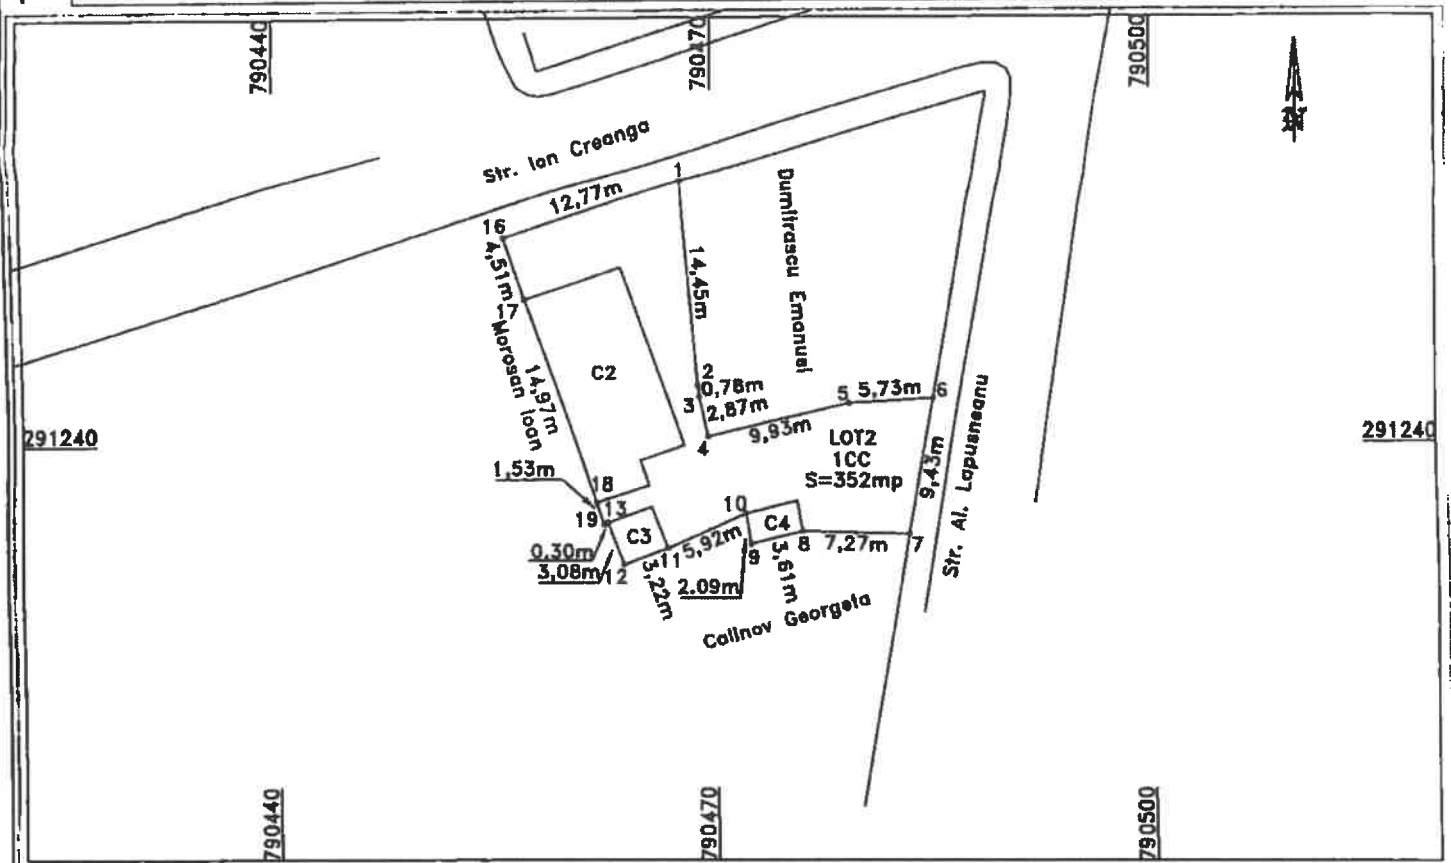 790440
790470
790500
Str. Ion Creanga
1
12,77m
16
4,51m
17
14,45m
Dumitrascu Emanuel
Morosan Ioan
14,97m
C2
2
0,78m
3
2,87m
4
9,93m
5
5,73m
6
291240
291240
LOT2
1CC
S=352mp
9,43m
Str. Al. Lapusneanu
1,53m
18
13
19
C3
10
C4
0,30m
3,08m
12
11
5,92m
3,22m
2.09m
9
8
3,61m
7,27m
7
Calinov Georgeta
790440
790470
790500